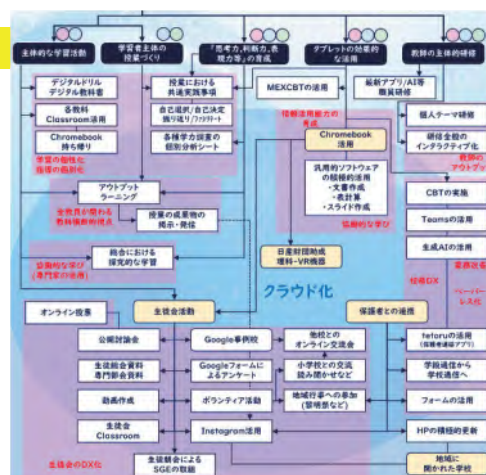 主体的な学習活動
学習者主体の
授業づくり
「思考力,判断力,表
現力等」の育成
タブレットの効果的
な活用
教師の主体的研修
デジタルドリル
デジタル教科書
各教科
Classroom活用
Chromebook
持ち帰り
学習の個性化
指導の個別化
授業における
共通実践事項
自己選択/自己決定
振り返り/ファシリテート
各種学力調査の
個別分析シート
MEXCBTの活用
最新アプリ/AI等
職員研修
個人テーマ研修
研修全般の
インタラクティブ化
教師の
アウトプット
情報活用能力の
育成
Chromebook
活用
汎用的ソフトウェア
の積極的活用
・文書作成
・表計算
・スライド作成
協働的な学び
アウトプット
ラーニング
全教員が関わる
教科横断的視点
授業の成果物の
掲示・発信
総合における
探究的な学習
協働的な学び
(専門家の活用)
日産財団助成
理科-VR機器
CBTの実施
Teamsの活用
生成AIの活用
業務改善
校務DX
ペーパー
レス化
クラウド化
生徒会活動
保護者との連携
オンライン投票
公開討論会
生徒総会資料
専門部会資料
動画作成
生徒会
Classroom
生徒会のDX化
Google事例校
Googleフォームに
よるアンケート
ボランティア活動
Instagram活用
生徒総会による
SGEの取組
他校との
オンライン交流会
小学校との交流
読み聞かせなど
地域行事への参加
(黎明祭など)
tetoruの活用
(保護者連絡アプリ)
学級通信から
学校通信へ
フォームの活用
HPの積極的更新
地域に
開かれた学校